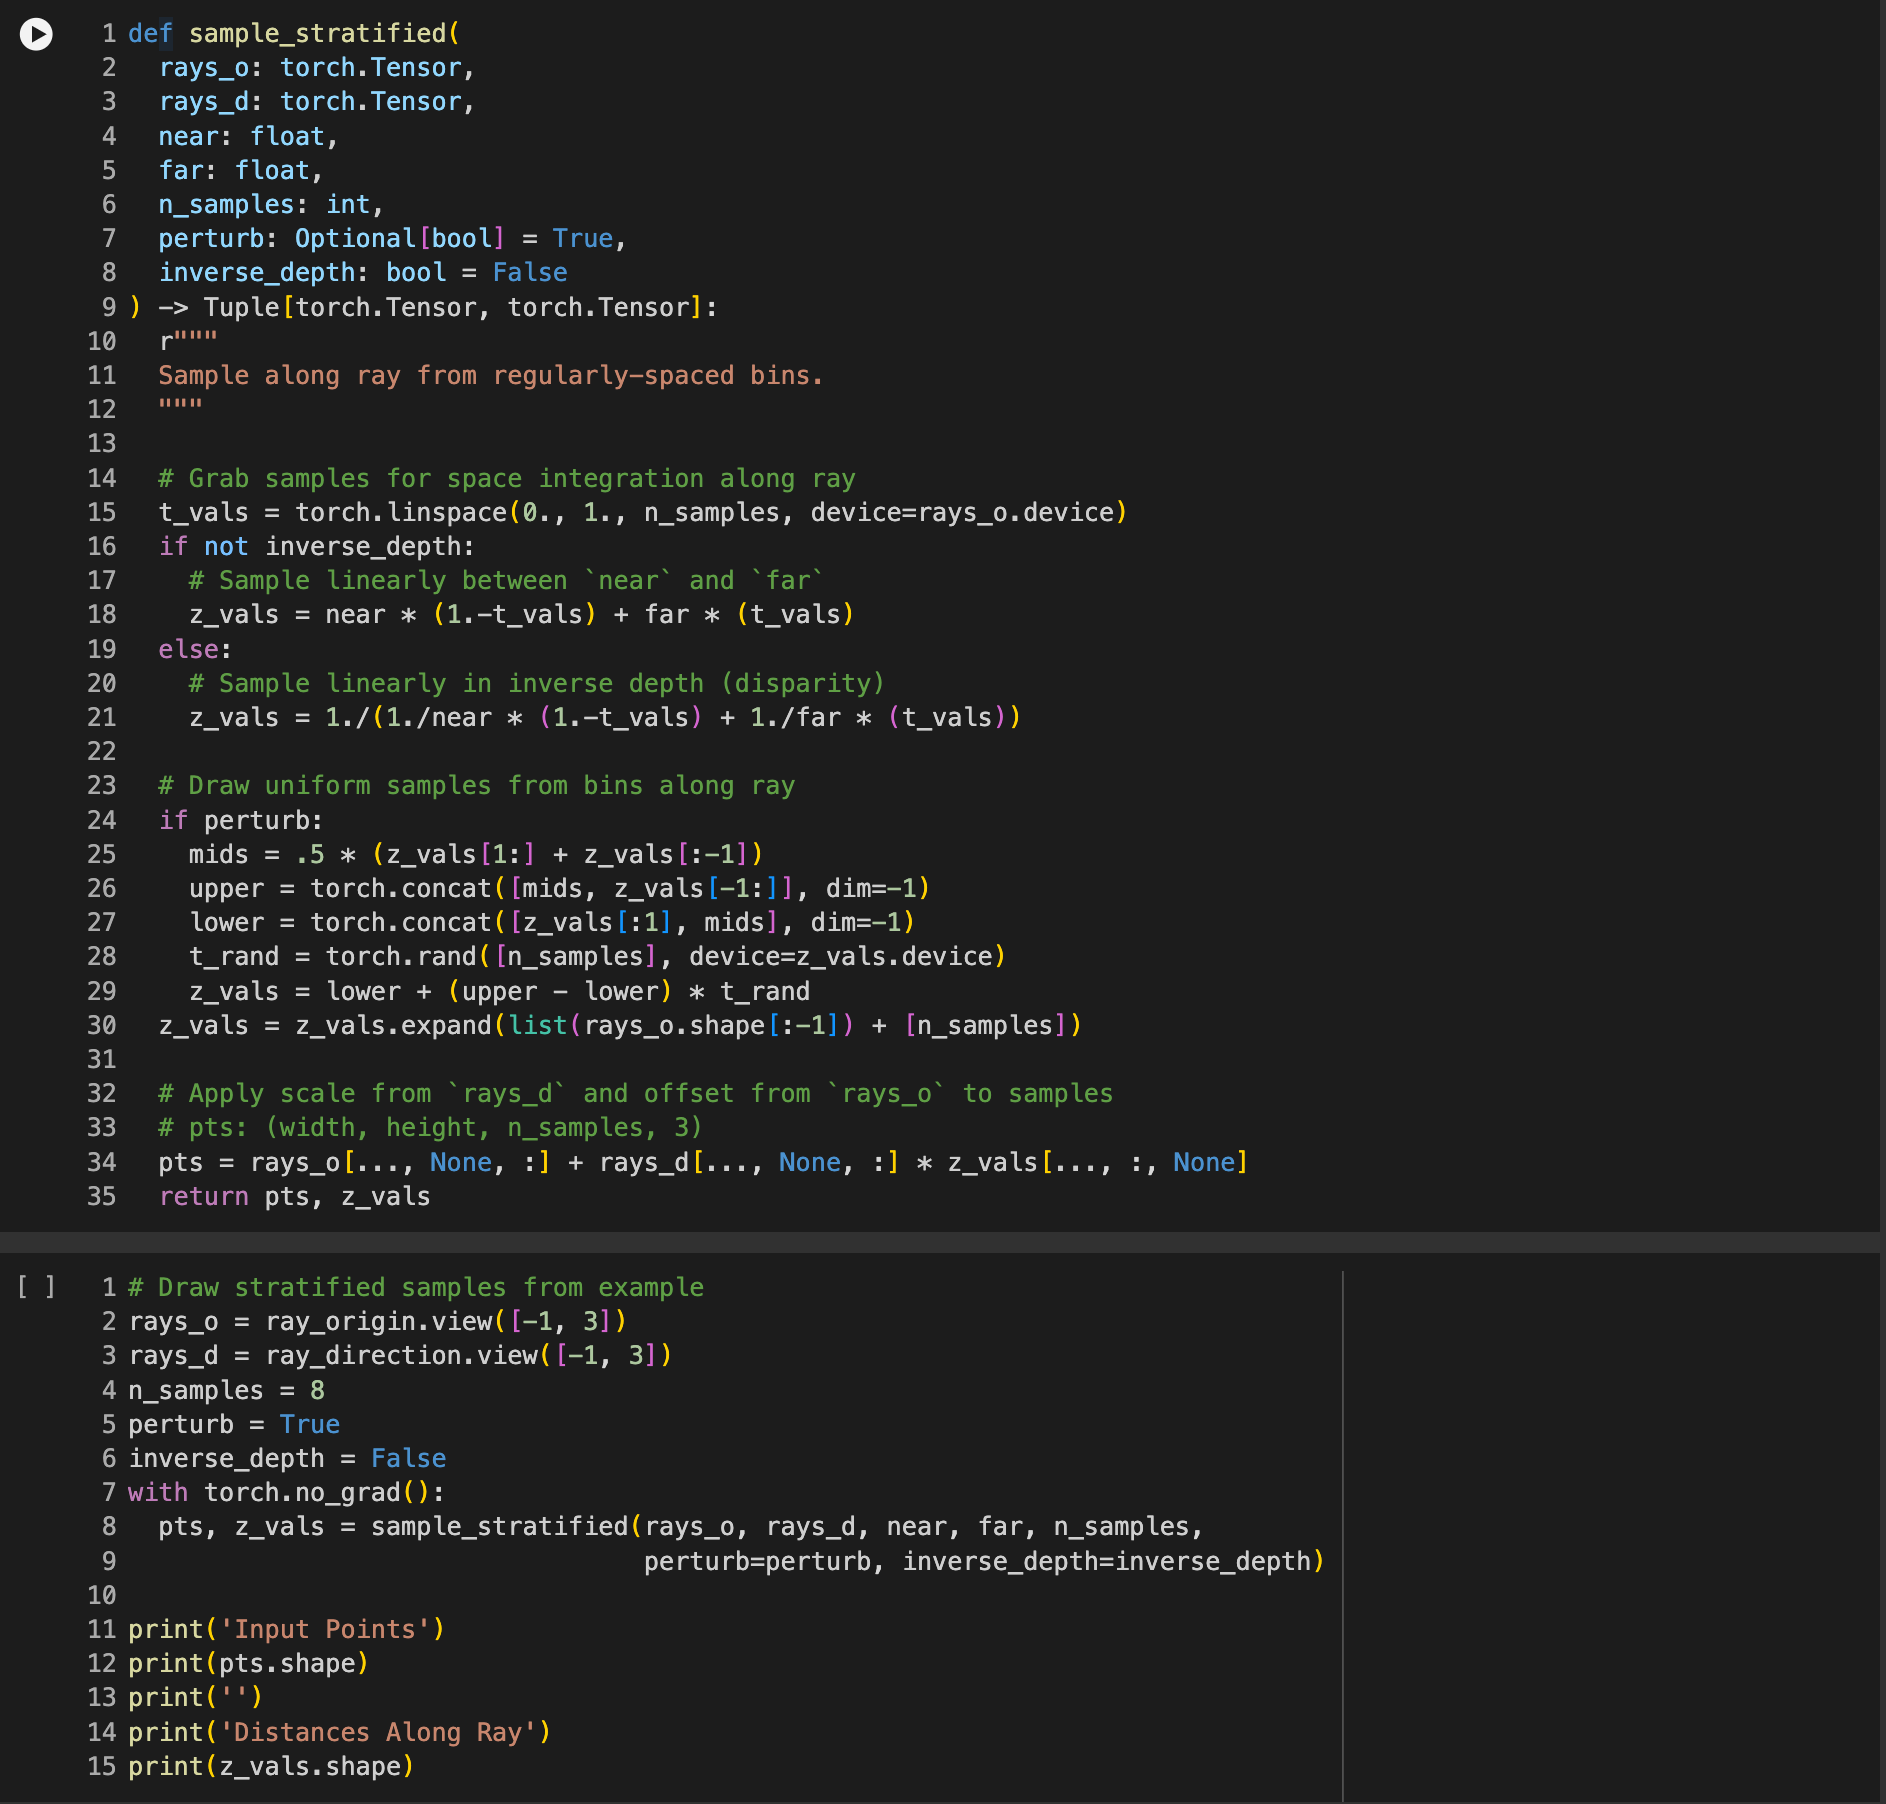 1 def sample_stratified(
2   rays_o: torch.Tensor,
3   rays_d: torch.Tensor,
4   near: float,
5   far: float,
6   n_samples: int,
7   perturb: Optional[bool] = True,
8   inverse_depth: bool = False
9 ) -> Tuple[torch.Tensor, torch.Tensor]:
10   r"""
11   Sample along ray from regularly-spaced bins.
12   """
13
14   # Grab samples for space integration along ray
15   t_vals = torch.linspace(0., 1., n_samples, device=rays_o.device)
16   if not inverse_depth:
17     # Sample linearly between `near` and `far`
18     z_vals = near * (1.-t_vals) + far * (t_vals)
19   else:
20     # Sample linearly in inverse depth (disparity)
21     z_vals = 1./(1./near * (1.-t_vals) + 1./far * (t_vals))
22
23   # Draw uniform samples from bins along ray
24   if perturb:
25     mids = .5 * (z_vals[1:] + z_vals[:-1])
26     upper = torch.concat([mids, z_vals[-1:]], dim=-1)
27     lower = torch.concat([z_vals[:1], mids], dim=-1)
28     t_rand = torch.rand([n_samples], device=z_vals.device)
29     z_vals = lower + (upper - lower) * t_rand
30   z_vals = z_vals.expand(list(rays_o.shape[:-1]) + [n_samples])
31
32   # Apply scale from `rays_d` and offset from `rays_o` to samples
33   # pts: (width, height, n_samples, 3)
34   pts = rays_o[..., None, :] + rays_d[..., None, :] * z_vals[..., :, None]
35   return pts, z_vals
[ ] 1 # Draw stratified samples from example
2 rays_o = ray_origin.view([-1, 3])
3 rays_d = ray_direction.view([-1, 3])
4 n_samples = 8
5 perturb = True
6 inverse_depth = False
7 with torch.no_grad():
8   pts, z_vals = sample_stratified(rays_o, rays_d, near, far, n_samples,
9                                   perturb=perturb, inverse_depth=inverse_depth)
10
11 print('Input Points')
12 print(pts.shape)
13 print('')
14 print('Distances Along Ray')
15 print(z_vals.shape)